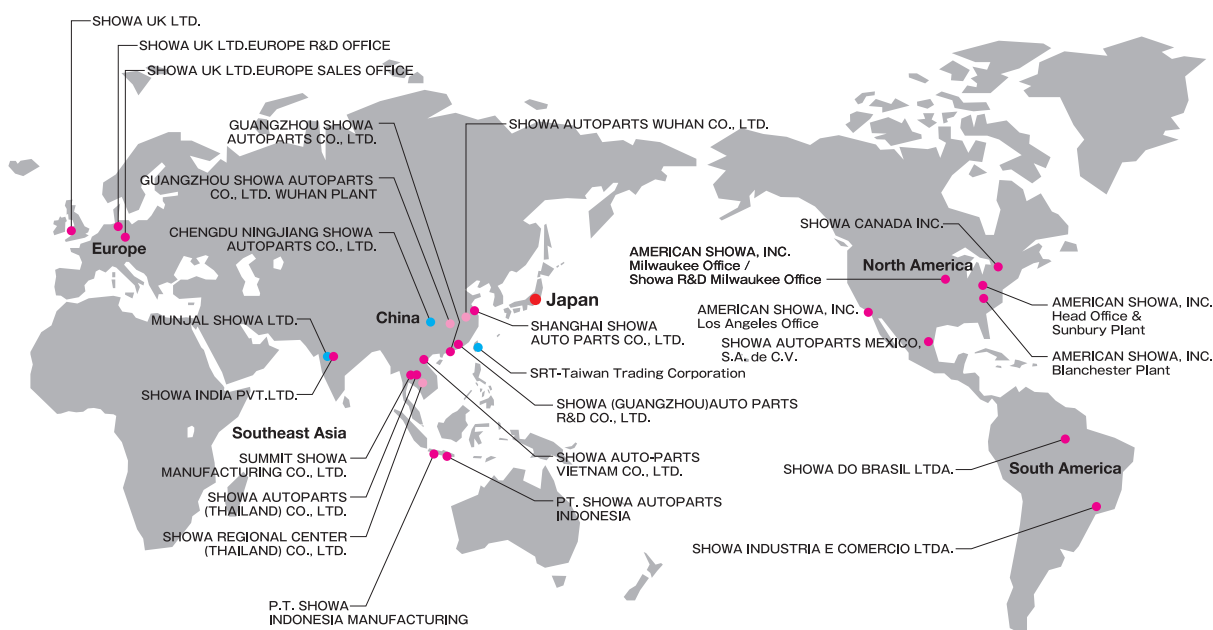 SHOWA UK LTD.
SHOWA UK LTD.EUROPE R&D OFFICE
SHOWA UK LTD.EUROPE SALES OFFICE
Europe
GUANGZHOU SHOWA
AUTOPARTS CO., LTD.
GUANGZHOU SHOWA AUTOPARTS
CO., LTD. WUHAN PLANT
CHENGDU NINGJIANG SHOWA
AUTOPARTS CO., LTD.
SHOWA AUTOPARTS WUHAN CO., LTD.
China
Japan
MUNJAL SHOWA LTD.
SHOWA INDIA PVT.LTD.
SHANGHAI SHOWA
AUTO PARTS CO., LTD.
SRT-Taiwan Trading Corporation
SHOWA (GUANGZHOU)AUTO PARTS
R&D CO., LTD.
Southeast Asia
SUMMIT SHOWA
MANUFACTURING CO., LTD.
SHOWA AUTOPARTS
(THAILAND) CO., LTD.
SHOWA REGIONAL CENTER
(THAILAND) CO., LTD.
SHOWA AUTO-PARTS
VIETNAM CO., LTD.
PT. SHOWA AUTOPARTS
INDONESIA
P.T. SHOWA
INDONESIA MANUFACTURING
SHOWA CANADA INC.
North America
AMERICAN SHOWA, INC.
Milwaukee Office /
Showa R&D Milwaukee Office
AMERICAN SHOWA, INC.
Los Angeles Office
SHOWA AUTOPARTS MEXICO,
S.A. de C.V.
AMERICAN SHOWA, INC.
Head Office &
Sunbury Plant
AMERICAN SHOWA, INC.
Blanchester Plant
South America
SHOWA DO BRASIL LTDA.
SHOWA INDUSTRIA E COMERCIO LTDA.